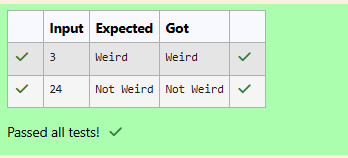 Input Expected Got
3 Weird Weird
24 Not Weird Not Weird
Passed all tests!